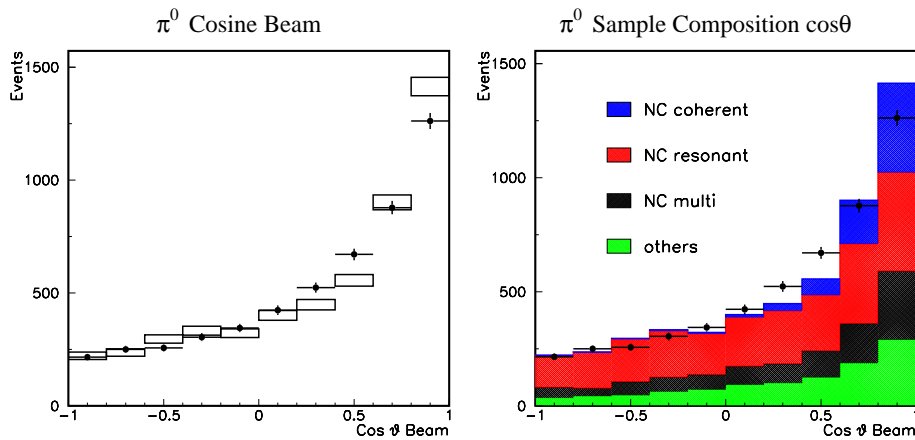 π⁰ Cosine Beam
Events
1500
1000
500
0
-1
-0.5
0
0.5
1
Cos ϑ Beam
π⁰ Sample Composition cosθ
Events
1500
1000
500
0
NC coherent
NC resonant
NC multi
others
-1
-0.5
0
0.5
1
Cos ϑ Beam